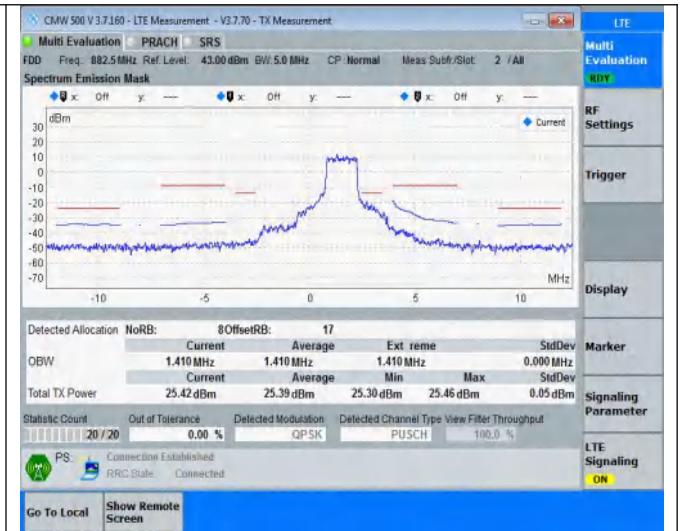 CMW 500 V 3.7.160 - LTE Measurement - V3.7.70 - TX Measurement
LTE
Multi Evaluation PRACH SRS
Multi Evaluation
RDY
FDD Freq.: 882.5 MHz Ref. Level: 43.00 dBm BW: 5.0 MHz CP: Normal Meas Subfr./Slot: 2 / All
Spectrum Emission Mask
x: Off y: --- x: Off y: --- x: Off y: ---
dBm
Current
30
20
10
0
-10
-20
-30
-40
-50
-60
-70
MHz
-10 -5 0 5 10
RF Settings
Trigger
Display
Marker
Signaling Parameter
LTE Signaling
ON
Detected Allocation NoRB: 8 OffsetRB: 17
Current Average Extreme StdDev
OBW 1.410 MHz 1.410 MHz 1.410 MHz 0.000 MHz
Current Average Min Max StdDev
Total TX Power 25.42 dBm 25.39 dBm 25.30 dBm 25.46 dBm 0.05 dBm
Statistic Count Out of Tolerance Detected Modulation Detected Channel Type View Filter Throughput
20 / 20 0.00 % QPSK PUSCH 100.0 %
PS: Connection Established
RRC State: Connected
Go To Local
Show Remote Screen